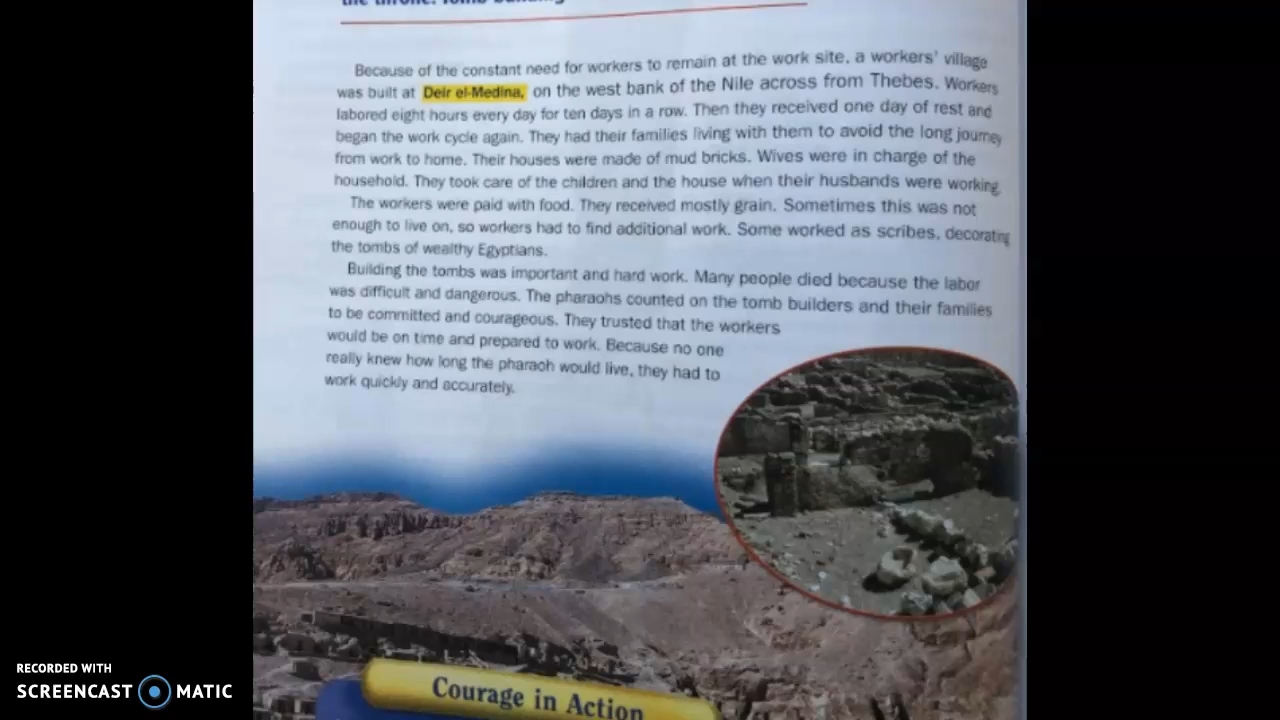 the throne. Tomb building
Because of the constant need for workers to remain at the work site, a workers' village
was built at Deir el-Medina, on the west bank of the Nile across from Thebes. Workers
labored eight hours every day for ten days in a row. Then they received one day of rest and
began the work cycle again. They had their families living with them to avoid the long journey
from work to home. Their houses were made of mud bricks. Wives were in charge of the
household. They took care of the children and the house when their husbands were working.
The workers were paid with food. They received mostly grain. Sometimes this was not
enough to live on, so workers had to find additional work. Some worked as scribes, decorating
the tombs of wealthy Egyptians.
Building the tombs was important and hard work. Many people died because the labor
was difficult and dangerous. The pharaohs counted on the tomb builders and their families
to be committed and courageous. They trusted that the workers
would be on time and prepared to work. Because no one
really knew how long the pharaoh would live, they had to
work quickly and accurately.
Courage in Action
RECORDED WITH
SCREENCAST MATIC